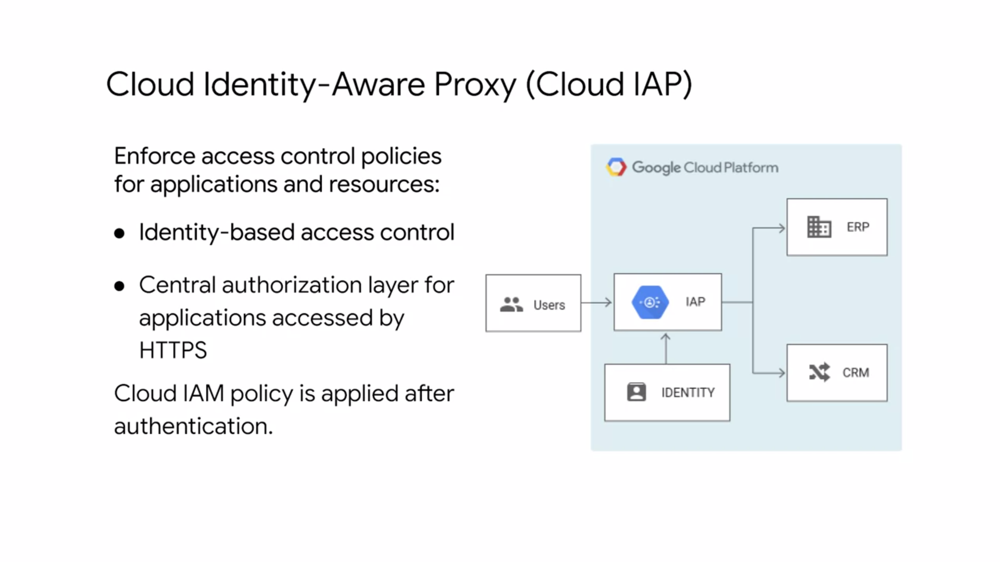 Cloud Identity-Aware Proxy (Cloud IAP)
Enforce access control policies
for applications and resources:
● Identity-based access control
● Central authorization layer for
applications accessed by
HTTPS
Cloud IAM policy is applied after
authentication.
Google Cloud Platform
ERP
Users
IAP
CRM
IDENTITY